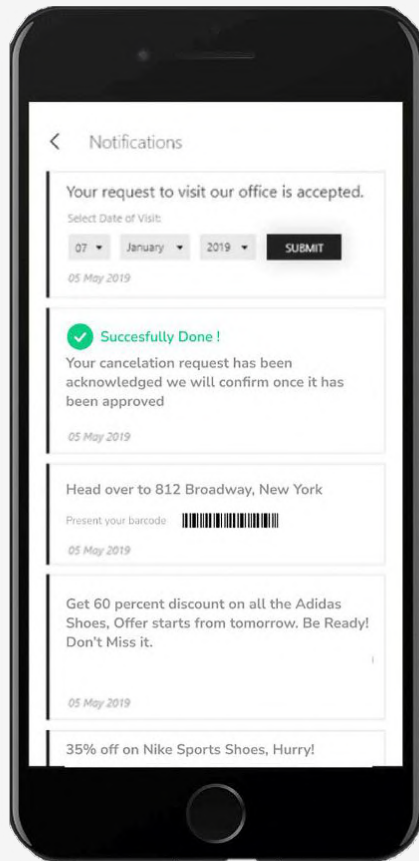 Notifications
Your request to visit our office is accepted.
Select Date of Visit:
07 January 2019 SUBMIT
05 May 2019
Succesfully Done !
Your cancelation request has been
acknowledged we will confirm once it has
been approved
05 May 2019
Head over to 812 Broadway, New York
Present your barcode
05 May 2019
Get 60 percent discount on all the Adidas
Shoes, Offer starts from tomorrow. Be Ready!
Don't Miss it.
05 May 2019
35% off on Nike Sports Shoes, Hurry!